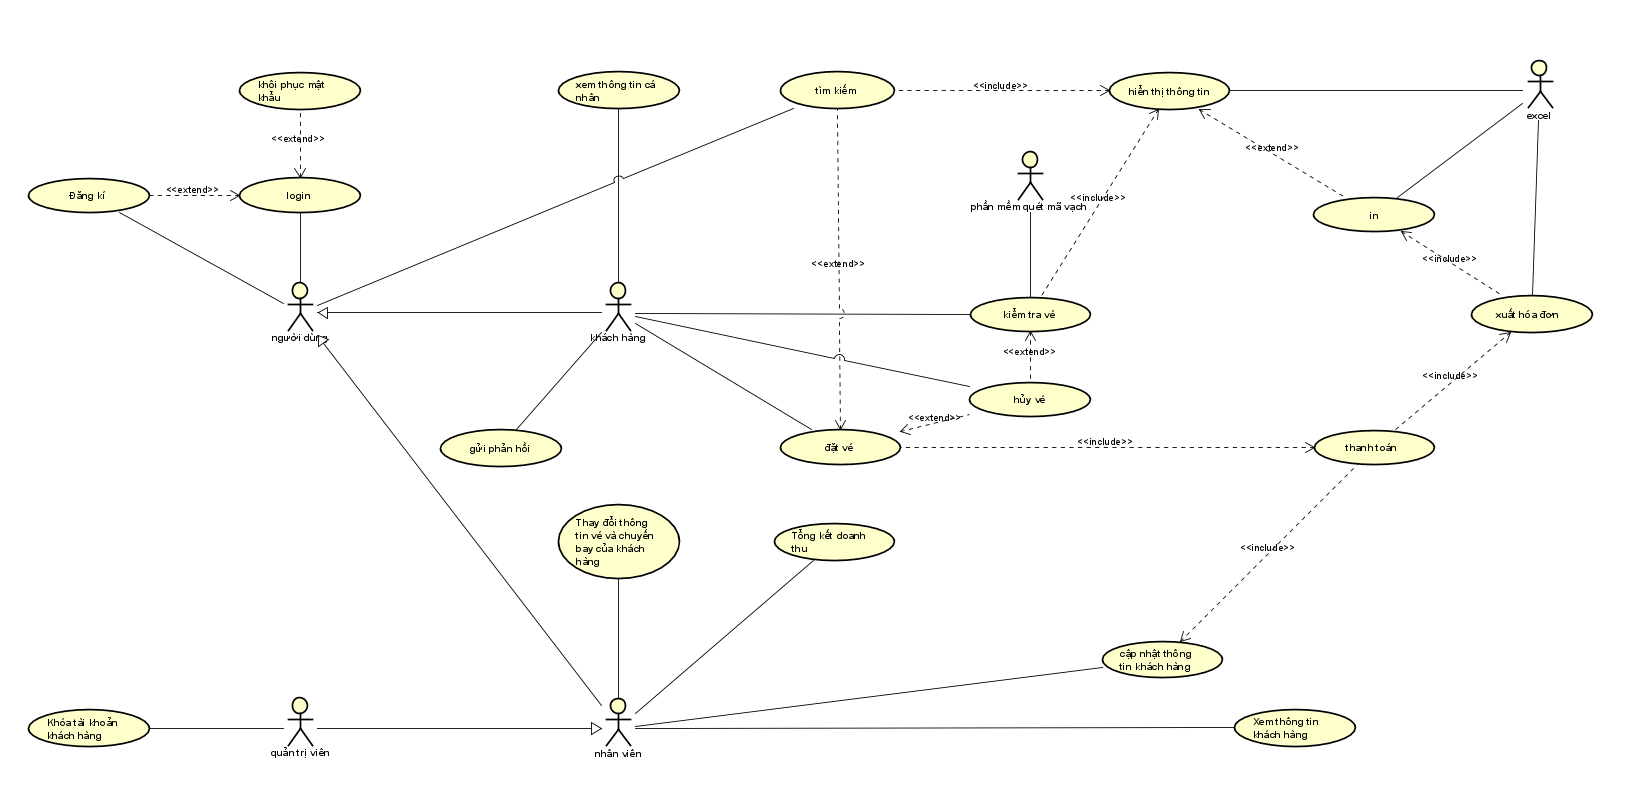 khôi phục mật
khẩu
xem thông tin cá
nhân
tìm kiếm
<<include>>
hiển thị thông tin
excel
<<extend>>
<<extend>>
Đăng kí
<<extend>>
login
<<include>>
phần mềm quét mã vạch
in
<<extend>>
<<include>>
kiểm tra vé
xuất hóa đơn
người dùng
khách hàng
<<extend>>
<<include>>
hủy vé
<<extend>>
gửi phản hồi
đặt vé
<<include>>
thanh toán
Thay đổi thông
tin vé và chuyến
bay của khách
hàng
Tổng kết doanh
thu
<<include>>
cập nhật thông
tin khách hàng
Khóa tài khoản
khách hàng
quản trị viên
nhân viên
Xem thông tin
khách hàng